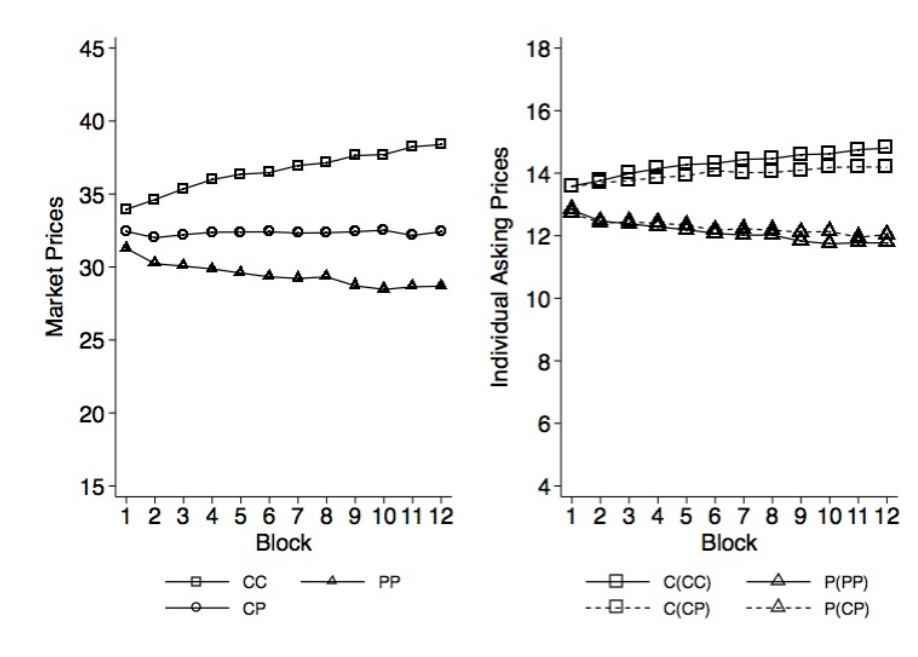 45
40
35
30
25
20
15
Market Prices
1 2 3 4 5 6 7 8 9 10 11 12
Block
CC PP
CP
18
16
14
12
10
8
6
4
Individual Asking Prices
1 2 3 4 5 6 7 8 9 10 11 12
Block
C(CC) P(PP)
C(CP) P(CP)